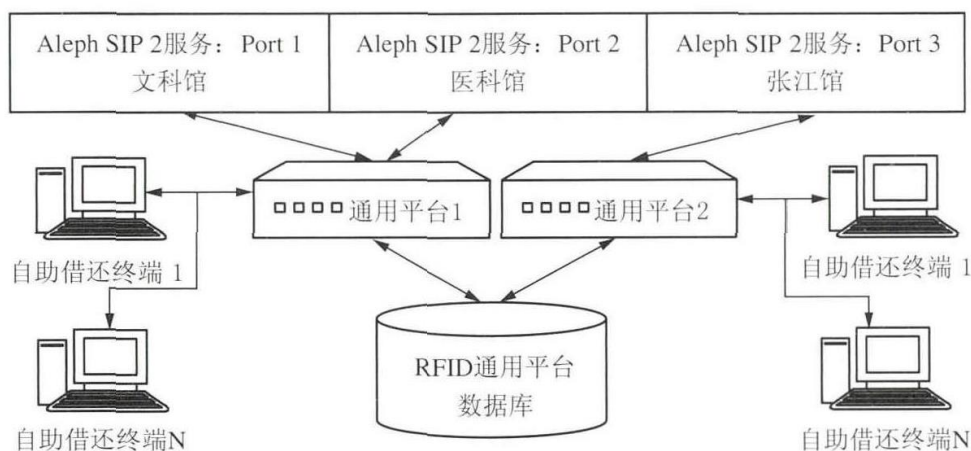 Aleph SIP 2服务：Port 1
文科馆
Aleph SIP 2服务：Port 2
医科馆
Aleph SIP 2服务：Port 3
张江馆
通用平台1
通用平台2
自助借还终端 1
自助借还终端 1
RFID通用平台
数据库
自助借还终端N
自助借还终端N